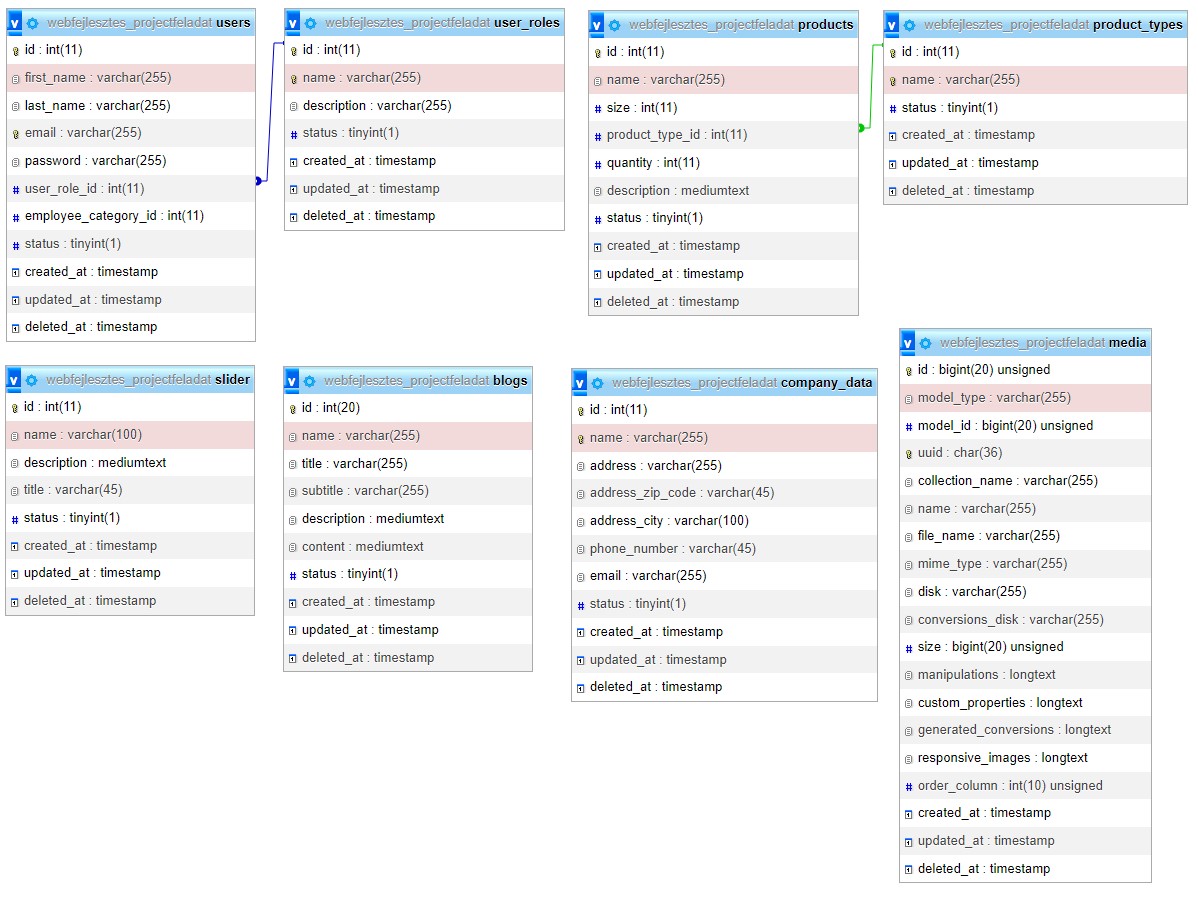 webfejlesztes_projectfeladat users
id : int(11)
first_name : varchar(255)
last_name : varchar(255)
email : varchar(255)
password : varchar(255)
user_role_id : int(11)
employee_category_id : int(11)
status : tinyint(1)
created_at : timestamp
updated_at : timestamp
deleted_at : timestamp
webfejlesztes_projectfeladat user_roles
id : int(11)
name : varchar(255)
description : varchar(255)
status : tinyint(1)
created_at : timestamp
updated_at : timestamp
deleted_at : timestamp
webfejlesztes_projectfeladat products
id : int(11)
name : varchar(255)
size : int(11)
product_type_id : int(11)
quantity : int(11)
description : mediumtext
status : tinyint(1)
created_at : timestamp
updated_at : timestamp
deleted_at : timestamp
webfejlesztes_projectfeladat product_types
id : int(11)
name : varchar(255)
status : tinyint(1)
created_at : timestamp
updated_at : timestamp
deleted_at : timestamp
webfejlesztes_projectfeladat slider
id : int(11)
name : varchar(100)
description : mediumtext
title : varchar(45)
status : tinyint(1)
created_at : timestamp
updated_at : timestamp
deleted_at : timestamp
webfejlesztes_projectfeladat blogs
id : int(20)
name : varchar(255)
title : varchar(255)
subtitle : varchar(255)
description : mediumtext
content : mediumtext
status : tinyint(1)
created_at : timestamp
updated_at : timestamp
deleted_at : timestamp
webfejlesztes_projectfeladat company_data
id : int(11)
name : varchar(255)
address : varchar(255)
address_zip_code : varchar(45)
address_city : varchar(100)
phone_number : varchar(45)
email : varchar(255)
status : tinyint(1)
created_at : timestamp
updated_at : timestamp
deleted_at : timestamp
webfejlesztes_projectfeladat media
id : bigint(20) unsigned
model_type : varchar(255)
model_id : bigint(20) unsigned
uuid : char(36)
collection_name : varchar(255)
name : varchar(255)
file_name : varchar(255)
mime_type : varchar(255)
disk : varchar(255)
conversions_disk : varchar(255)
size : bigint(20) unsigned
manipulations : longtext
custom_properties : longtext
generated_conversions : longtext
responsive_images : longtext
order_column : int(10) unsigned
created_at : timestamp
updated_at : timestamp
deleted_at : timestamp